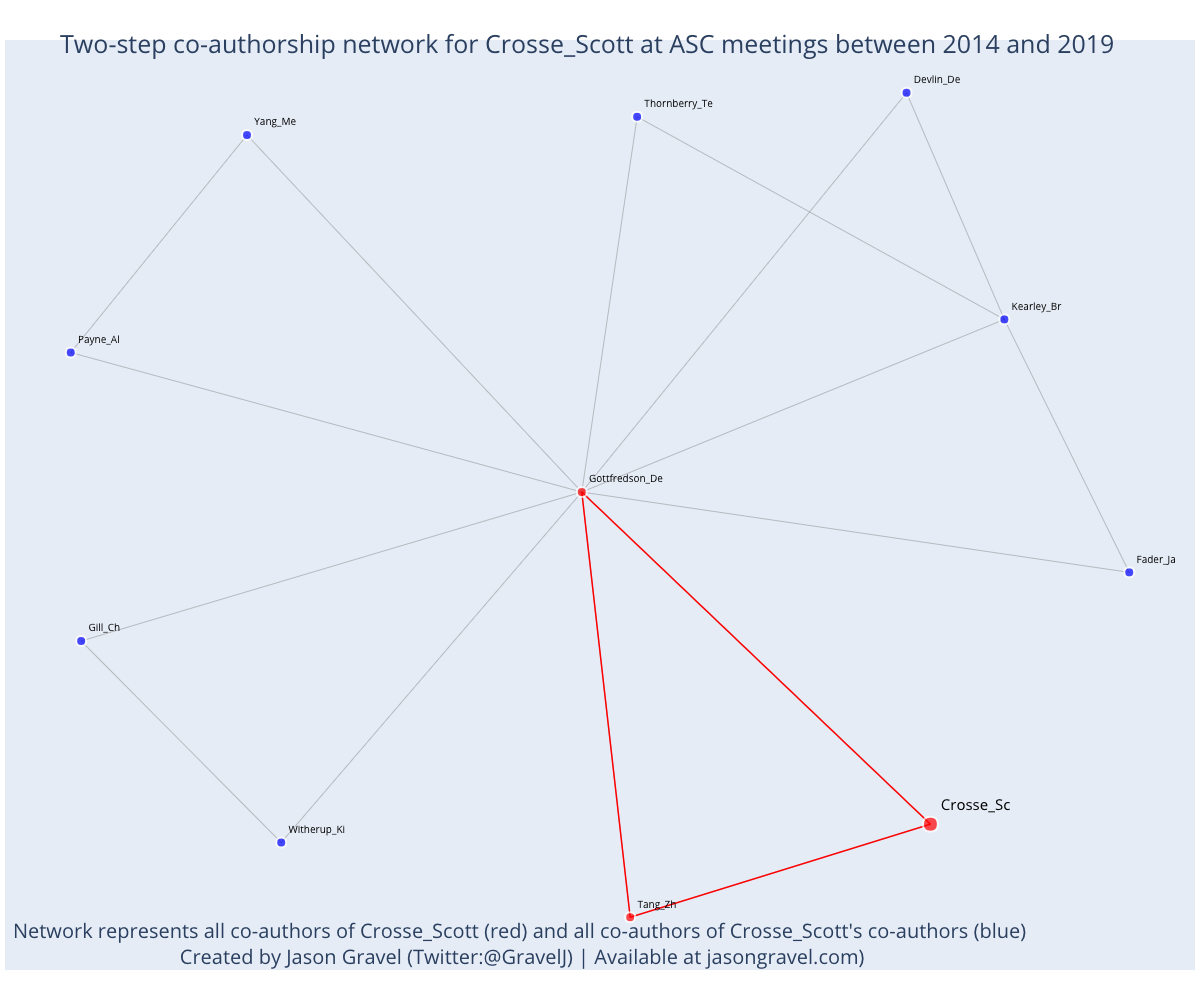 Two-step co-authorship network for Crosse_Scott at ASC meetings between 2014 and 2019
Devlin_De
Thornberry_Te
Yang_Me
Kearley_Br
Payne_Al
Gottfredson_De
Fader_Ja
Gill_Ch
Crosse_Sc
Witherup_Ki
Tang_Zh
Network represents all co-authors of Crosse_Scott (red) and all co-authors of Crosse_Scott's co-authors (blue)
Created by Jason Gravel (Twitter:@GravelJ) | Available at jasongravel.com)